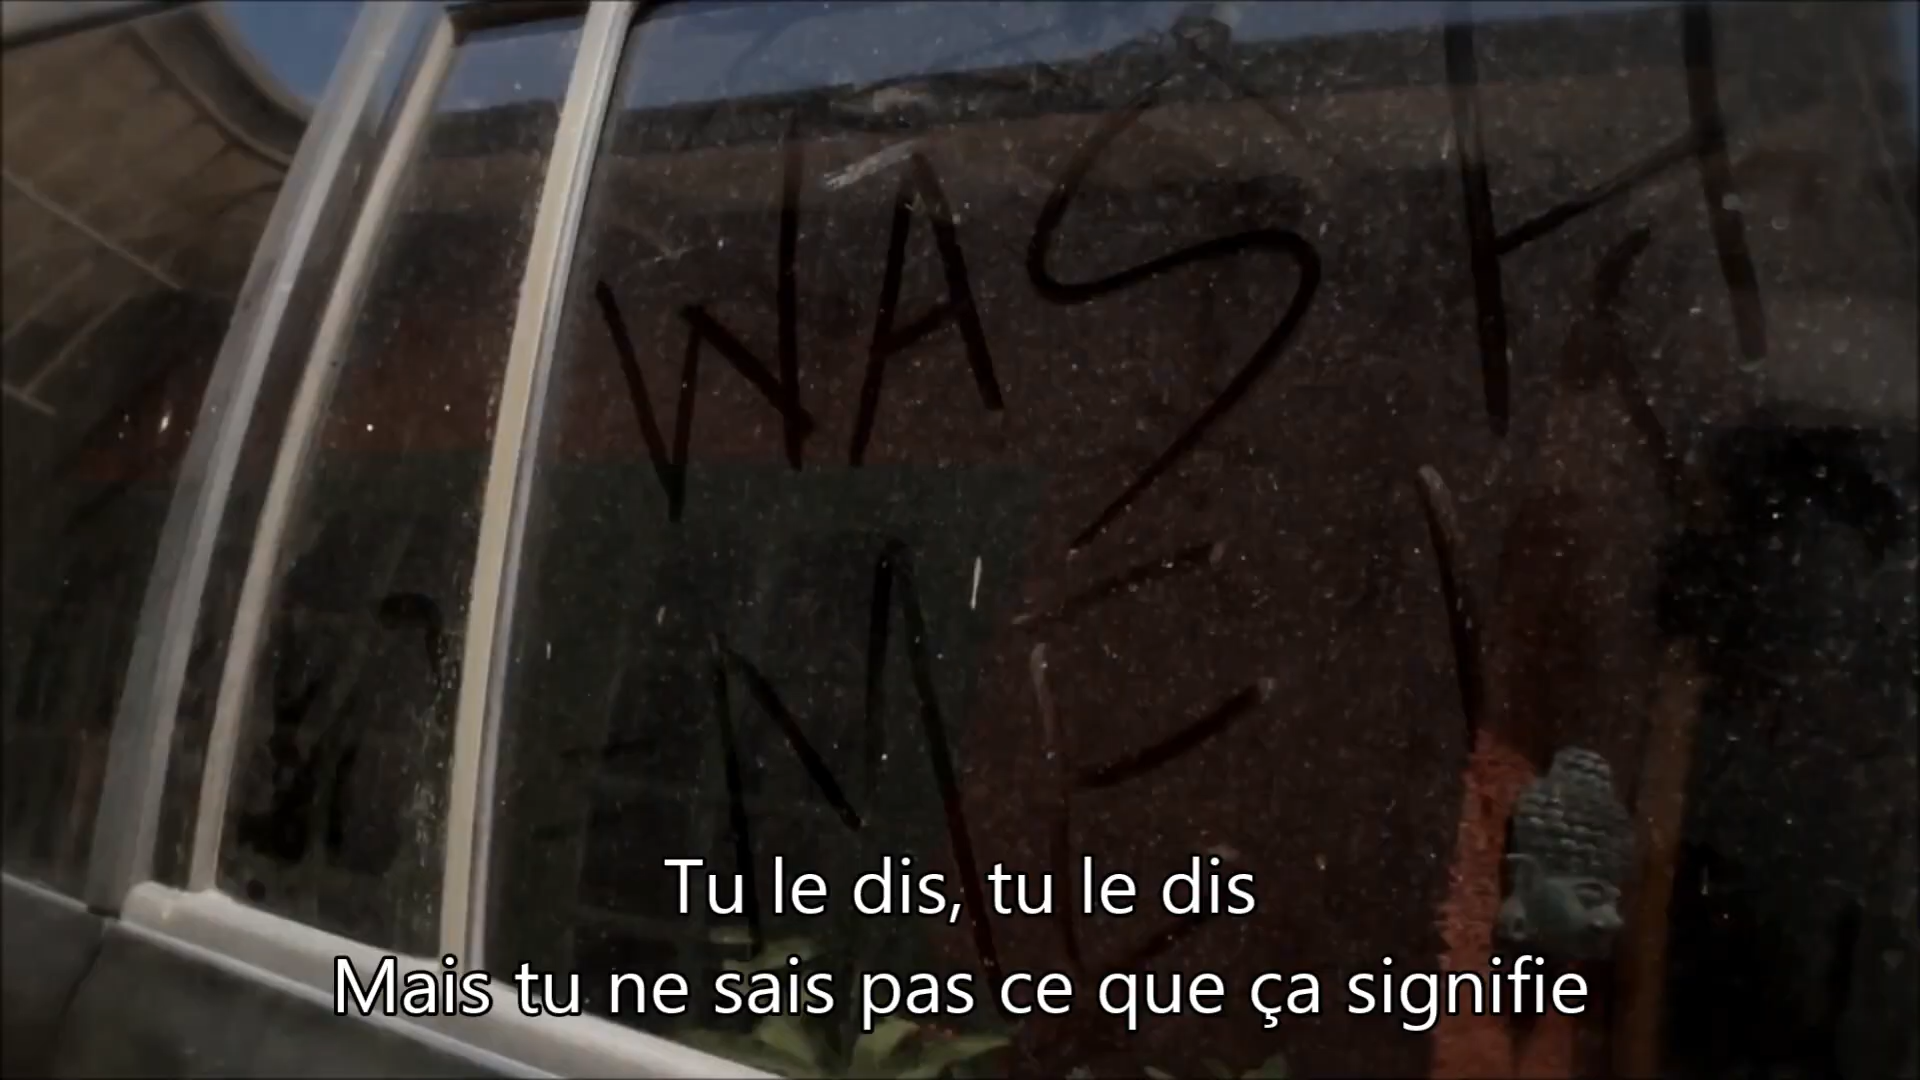 WASH
ME!
Tu le dis, tu le dis
Mais tu ne sais pas ce que ça signifie